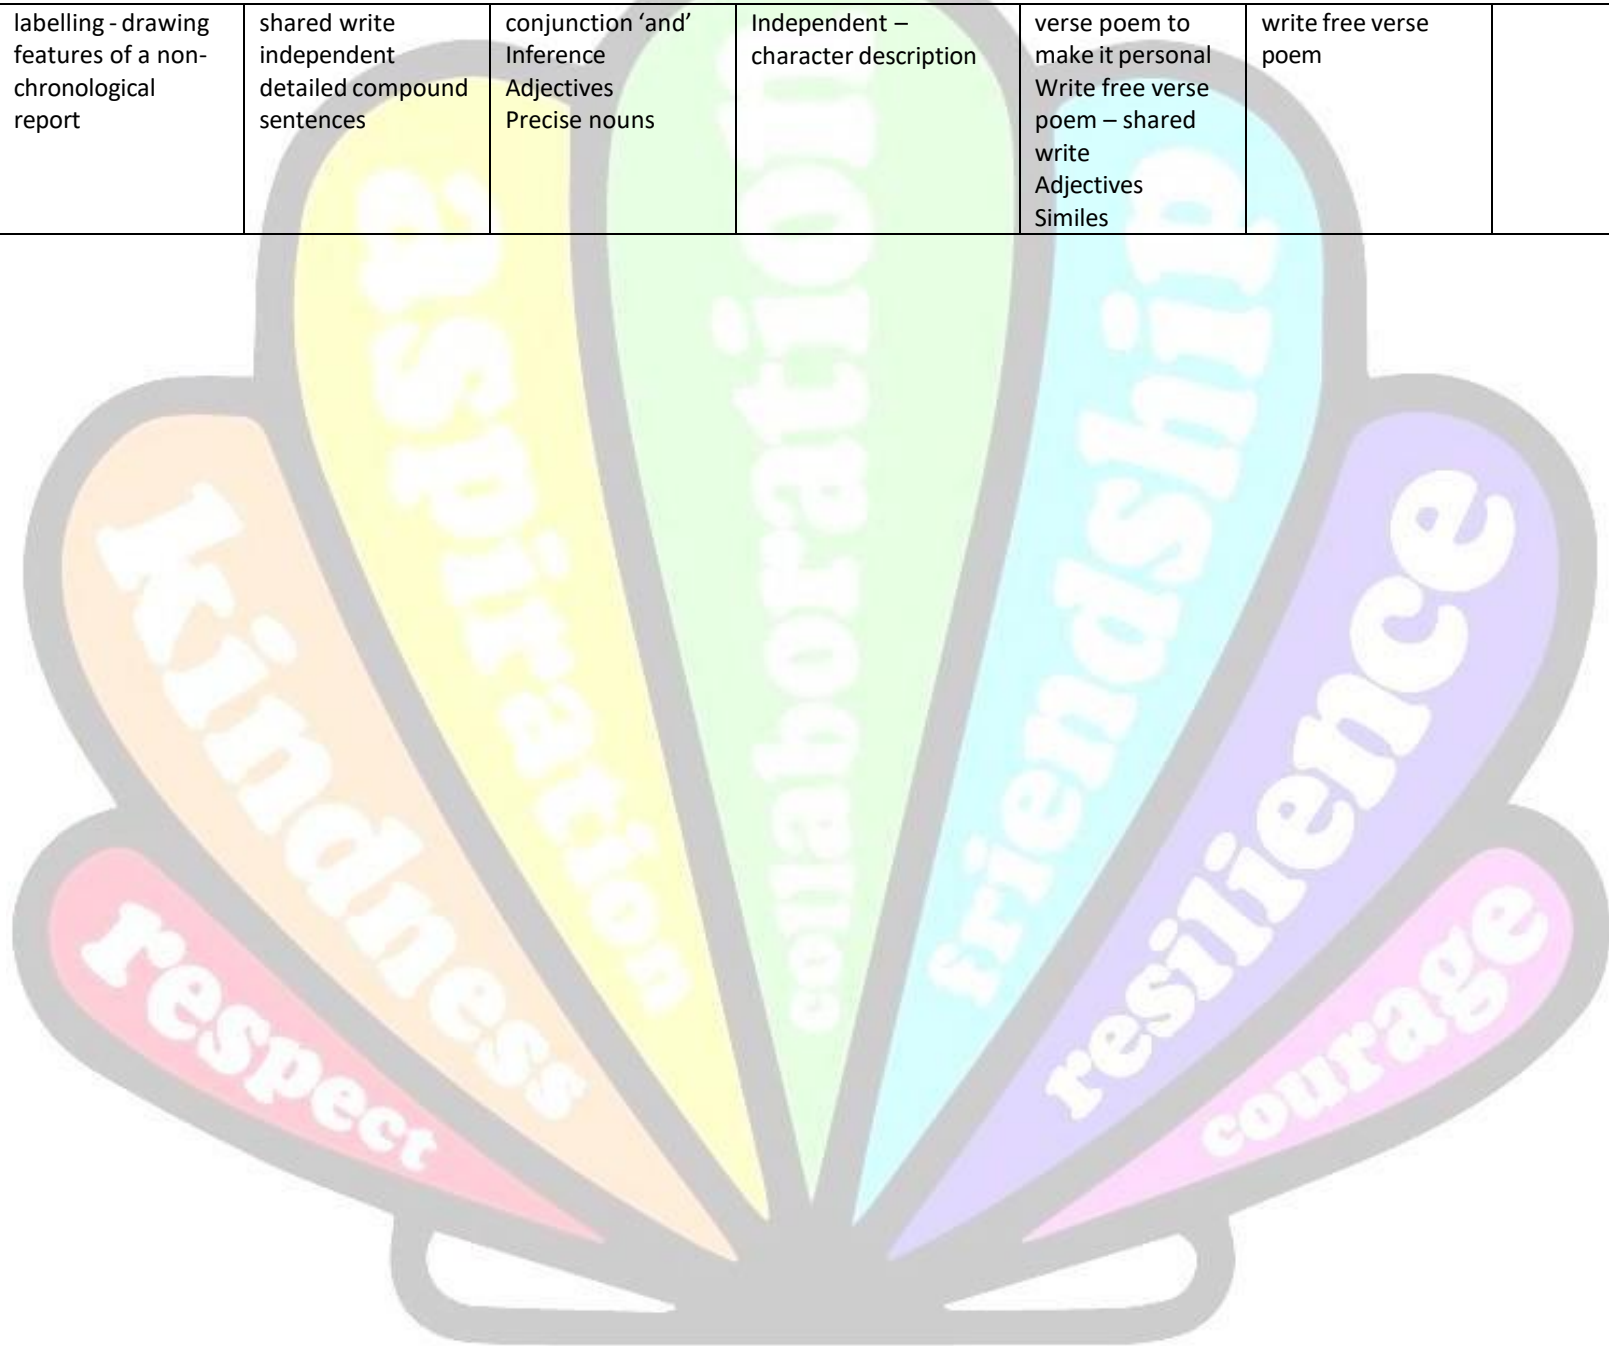 labelling - drawing
features of a non-
chronological
report
shared write
independent
detailed compound
sentences
conjunction ‘and’
Inference
Adjectives
Precise nouns
Independent –
character description
verse poem to
make it personal
Write free verse
poem – shared
write
Adjectives
Similes
write free verse
poem
respect
kindness
aspiration
collaboration
friendship
resilience
courage